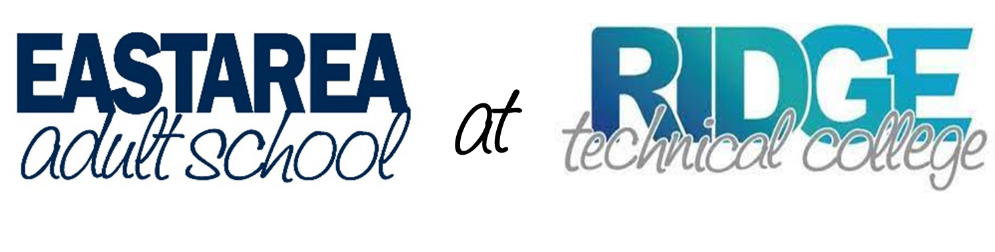 EASTAREA
adult school
at
RIDGE
technical college